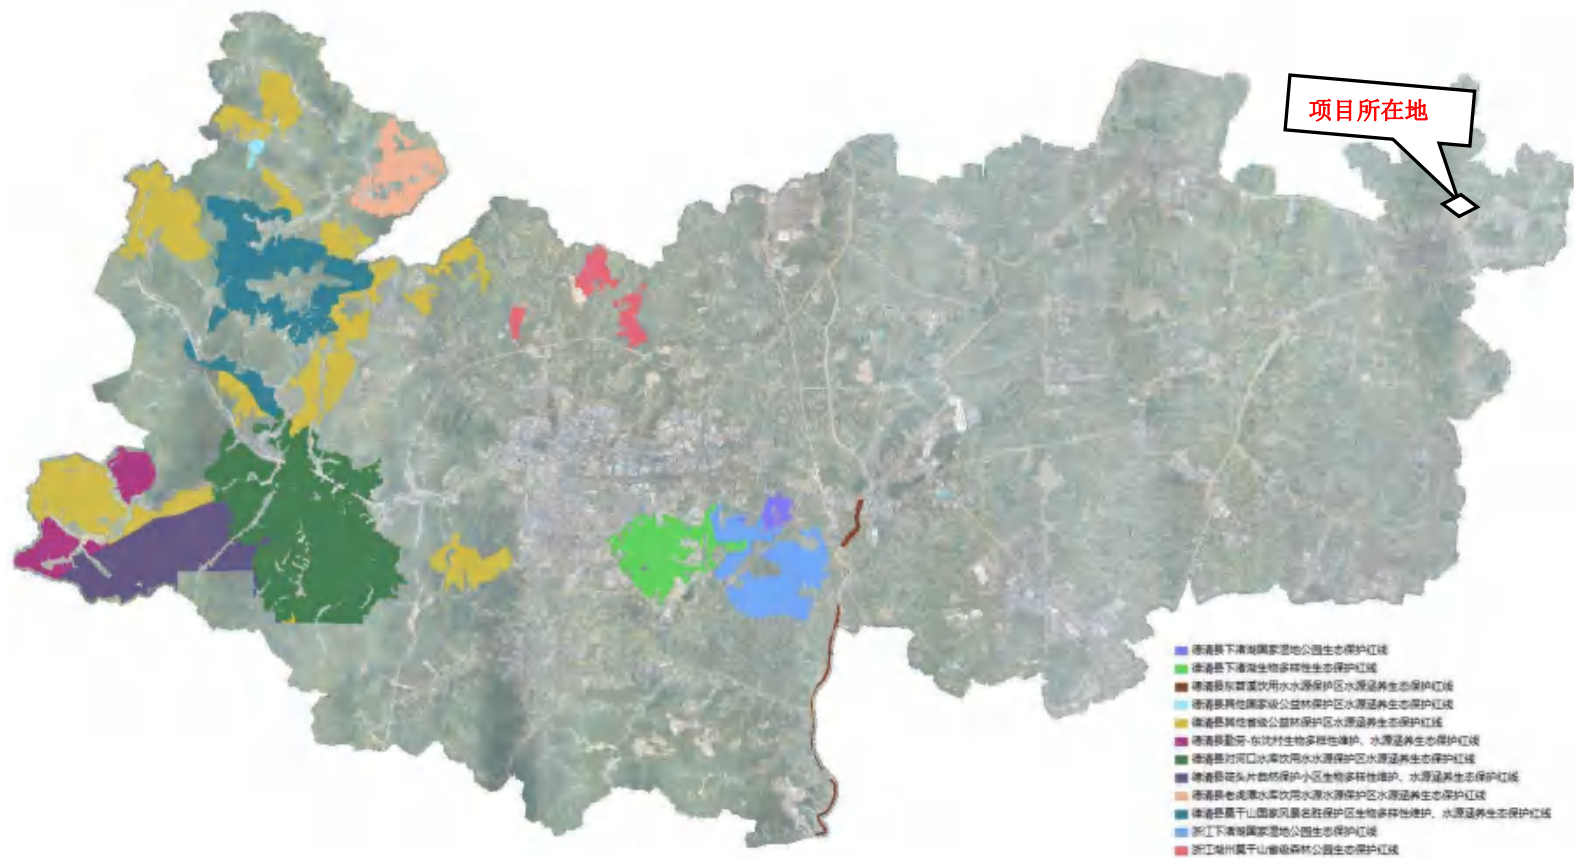 项目所在地
德清县下渚湖国家湿地公园生态保护红线
德清县下渚湖生物多样性生态保护红线
德清县东苕溪饮用水水源保护区水源涵养生态保护红线
德清县其他国家级公益林保护区水源涵养生态保护红线
德清县其他省级公益林保护区水源涵养生态保护红线
德清县勤劳-东沈村生物多样性维护、水源涵养生态保护红线
德清县对河口水库饮用水水源保护区水源涵养生态保护红线
德清县筏头片自然保护小区生物多样性维护、水源涵养生态保护红线
德清县老虎潭水库饮用水源水源保护区水源涵养生态保护红线
德清县莫干山国家风景名胜保护区生物多样性维护、水源涵养生态保护红线
浙江下渚湖国家湿地公园生态保护红线
浙江湖州莫干山省级森林公园生态保护红线